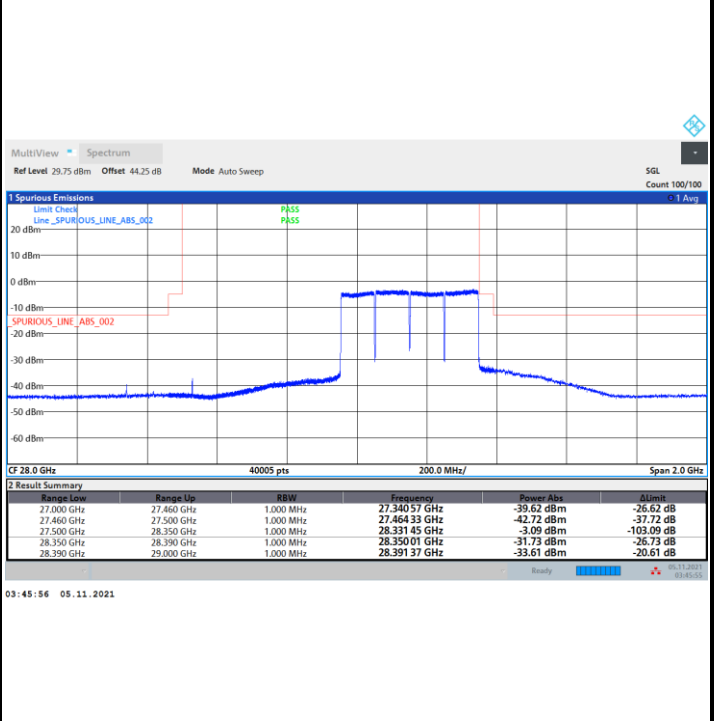 MultiView Spectrum
Ref Level 29.75 dBm Offset 44.25 dB Mode Auto Sweep SGL
Count 100/100
1 Spurious Emissions 1 Avg
Limit Check PASS
Line _SPURIOUS_LINE_ABS_002 PASS
20 dBm
10 dBm
0 dBm
-10 dBm
_SPURIOUS_LINE_ABS_002
-20 dBm
-30 dBm
-40 dBm
-50 dBm
-60 dBm
CF 28.0 GHz 40005 pts 200.0 MHz/ Span 2.0 GHz
2 Result Summary
Range Low Range Up RBW Frequency Power Abs ΔLimit
27.000 GHz 27.460 GHz 1.000 MHz 27.340 57 GHz -39.62 dBm -26.62 dB
27.460 GHz 27.500 GHz 1.000 MHz 27.464 33 GHz -42.72 dBm -37.72 dB
27.500 GHz 28.350 GHz 1.000 MHz 28.331 45 GHz -3.09 dBm -103.09 dB
28.350 GHz 28.390 GHz 1.000 MHz 28.350 01 GHz -31.73 dBm -26.73 dB
28.390 GHz 29.000 GHz 1.000 MHz 28.391 37 GHz -33.61 dBm -20.61 dB
Ready 05.11.2021
03:45:55
03:45:56 05.11.2021